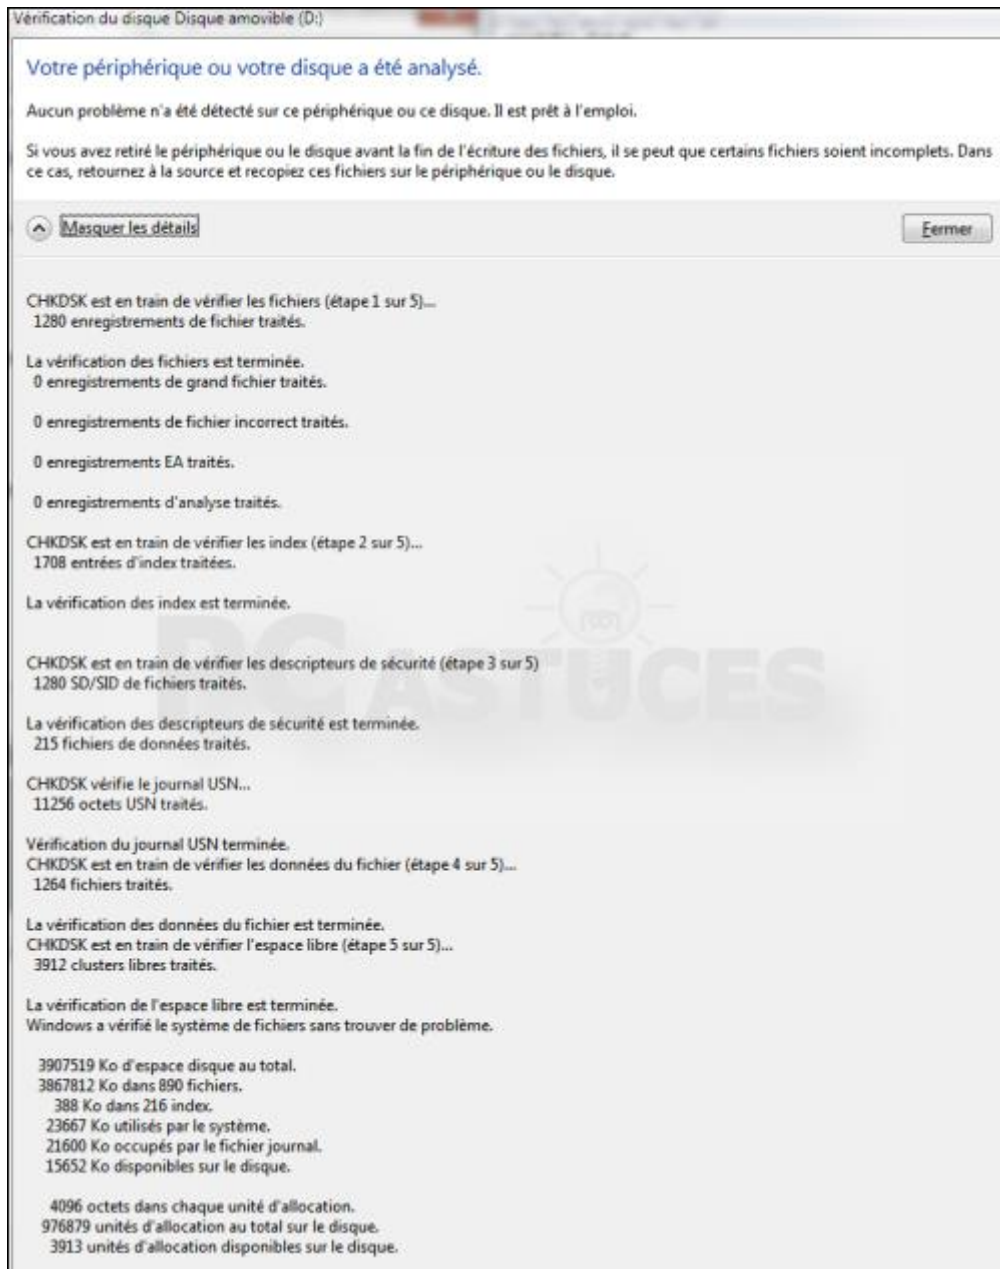 Vérification du disque Disque amovible (D:)
Votre périphérique ou votre disque a été analysé.
Aucun problème n'a été détecté sur ce périphérique ou ce disque. Il est prêt à l'emploi.
Si vous avez retiré le périphérique ou le disque avant la fin de l'écriture des fichiers, il se peut que certains fichiers soient incomplets. Dans
ce cas, retournez à la source et recopiez ces fichiers sur le périphérique ou le disque.
Masquer les détails
Fermer
CHKDSK est en train de vérifier les fichiers (étape 1 sur 5)...
1280 enregistrements de fichier traités.
La vérification des fichiers est terminée.
0 enregistrements de grand fichier traités.
0 enregistrements de fichier incorrect traités.
0 enregistrements EA traités.
0 enregistrements d'analyse traités.
CHKDSK est en train de vérifier les index (étape 2 sur 5)...
1708 entrées d'index traitées.
La vérification des index est terminée.
CHKDSK est en train de vérifier les descripteurs de sécurité (étape 3 sur 5)
1280 SD/SID de fichiers traités.
PC ASTUCES
La vérification des descripteurs de sécurité est terminée.
215 fichiers de données traités.
CHKDSK vérifie le journal USN...
11256 octets USN traités.
Vérification du journal USN terminée.
CHKDSK est en train de vérifier les données du fichier (étape 4 sur 5)...
1264 fichiers traités.
La vérification des données du fichier est terminée.
CHKDSK est en train de vérifier l'espace libre (étape 5 sur 5)...
3912 clusters libres traités.
La vérification de l'espace libre est terminée.
Windows a vérifié le système de fichiers sans trouver de problème.
3907519 Ko d'espace disque au total.
3867812 Ko dans 890 fichiers.
388 Ko dans 216 index.
23667 Ko utilisés par le système.
21600 Ko occupés par le fichier journal.
15652 Ko disponibles sur le disque.
4096 octets dans chaque unité d'allocation.
976879 unités d'allocation au total sur le disque.
3913 unités d'allocation disponibles sur le disque.